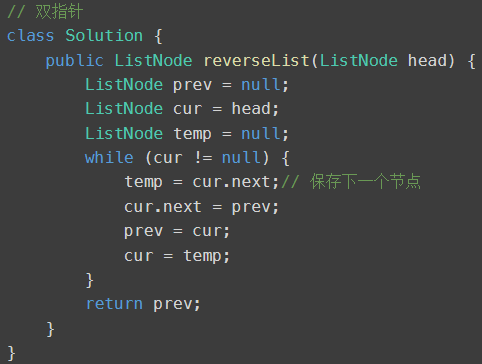 // 双指针
class Solution {
    public ListNode reverseList(ListNode head) {
        ListNode prev = null;
        ListNode cur = head;
        ListNode temp = null;
        while (cur != null) {
            temp = cur.next;// 保存下一个节点
            cur.next = prev;
            prev = cur;
            cur = temp;
        }
        return prev;
    }
}